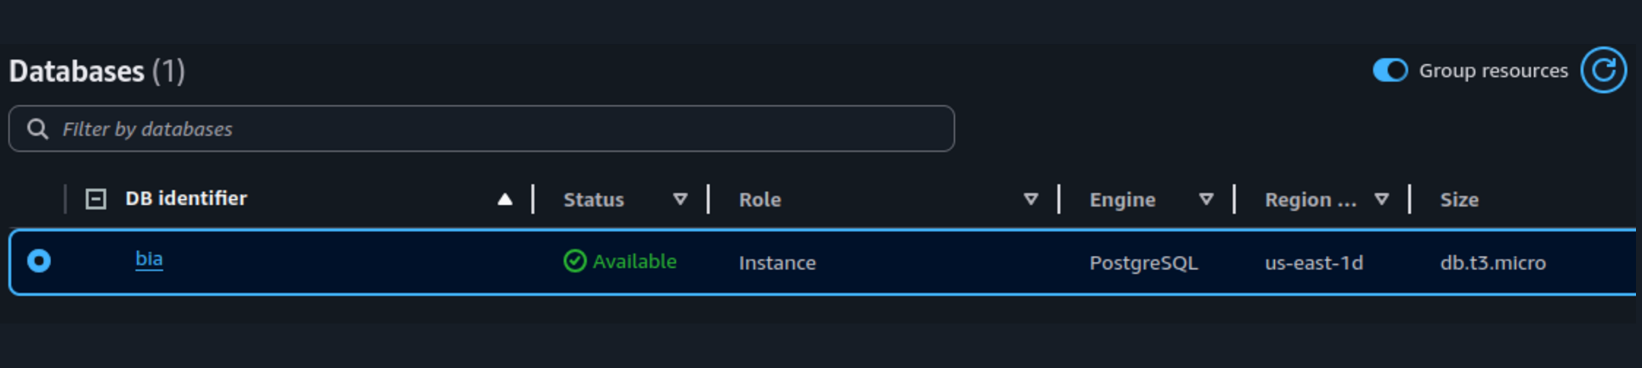 Databases (1)
Group resources
Filter by databases
DB identifier Status Role Engine Region ... Size
bia Available Instance PostgreSQL us-east-1d db.t3.micro